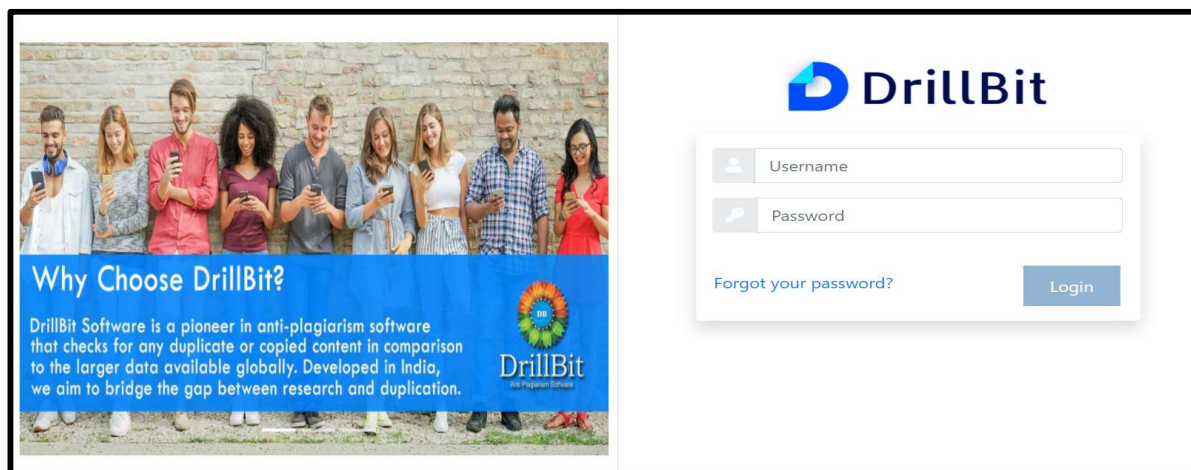 Why Choose DrillBit?
DrillBit Software is a pioneer in anti-plagiarism software
that checks for any duplicate or copied content in comparison
to the larger data available globally. Developed in India,
we aim to bridge the gap between research and duplication.
DB
DrillBit
Anti Plagiarism Software
DrillBit
Username
Password
Forgot your password?
Login